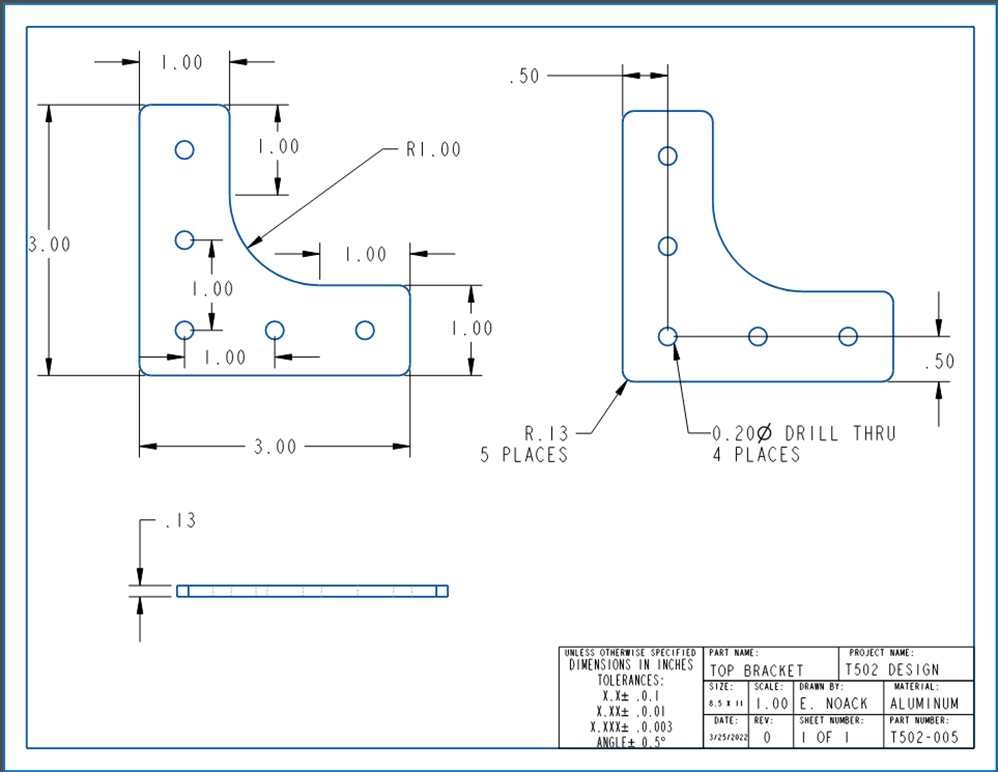 1.00
.50
1.00
R1.00
3.00
1.00
1.00
1.00
1.00
.50
3.00
R.13
5 PLACES
0.20Ø DRILL THRU
4 PLACES
.13
UNLESS OTHERWISE SPECIFIED
DIMENSIONS IN INCHES
TOLERANCES:
X.X± .0.1
X.XX± .0.01
X.XXX± .0.003
ANGLE± 0.5°
PART NAME:
TOP BRACKET
PROJECT NAME:
T502 DESIGN
SIZE:
8.5 X 11
SCALE:
1.00
DRAWN BY:
E. NOACK
MATERIAL:
ALUMINUM
DATE:
3/25/2022
REV:
0
SHEET NUMBER:
1 OF 1
PART NUMBER:
T502-005